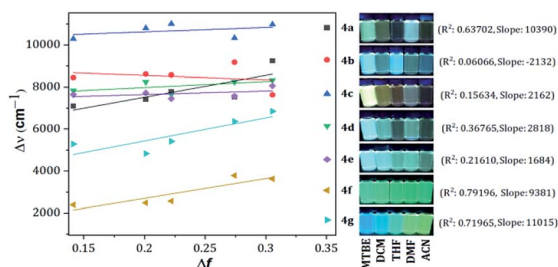 Δν (cm⁻¹)
10000
8000
6000
4000
2000
0.15 0.20 0.25 0.30 0.35
Δf
4a (R²: 0.63702, Slope: 10390)
4b (R²: 0.06066, Slope: -2132)
4c (R²: 0.15634, Slope: 2162)
4d (R²: 0.36765, Slope: 2818)
4e (R²: 0.21610, Slope: 1684)
4f (R²: 0.79196, Slope: 9381)
4g (R²: 0.71965, Slope: 11015)
MTBE
DCM
THF
DMF
ACN